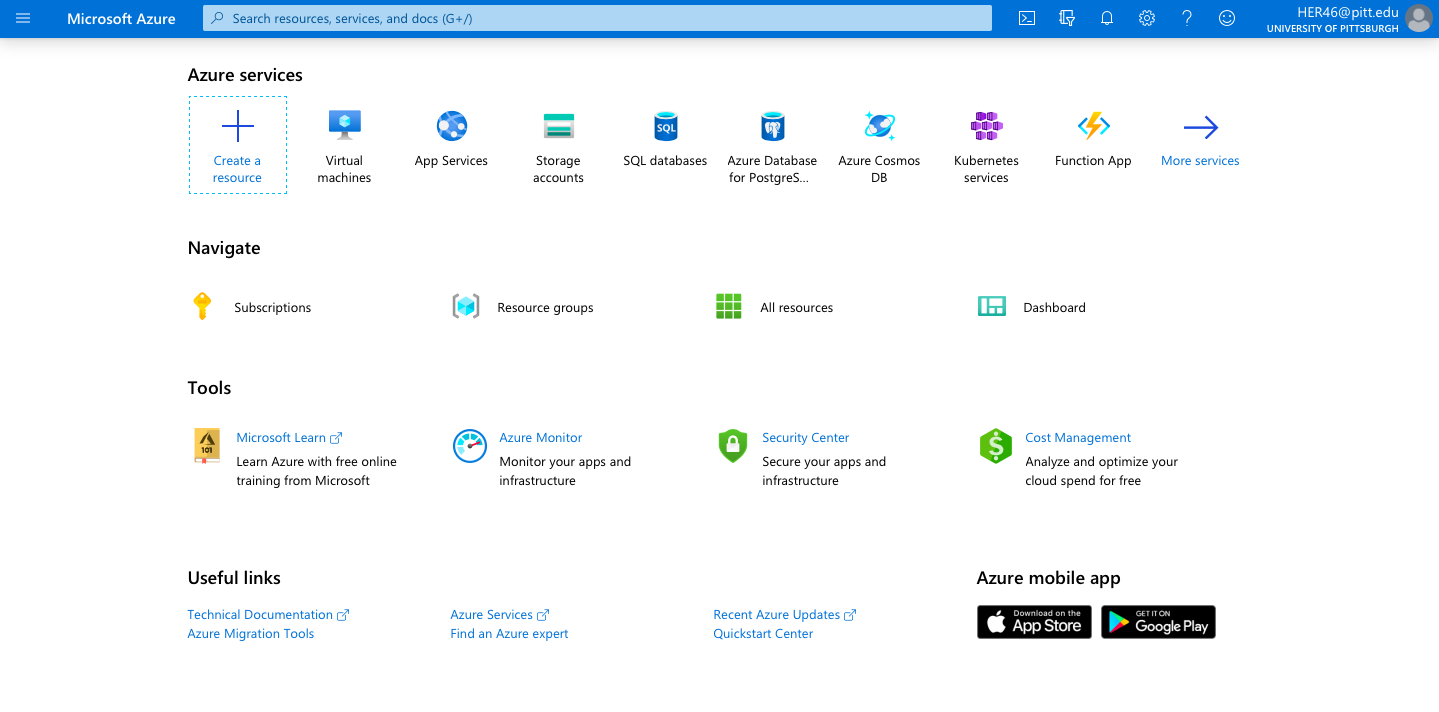 Microsoft Azure
Search resources, services, and docs (G+/)
HER46@pitt.edu
UNIVERSITY OF PITTSBURGH
Azure services
Create a
resource
Virtual
machines
App Services
Storage
accounts
SQL
SQL databases
Azure Database
for PostgreS...
Azure Cosmos
DB
Kubernetes
services
Function App
More services
Navigate
Subscriptions
Resource groups
All resources
Dashboard
Tools
101
Microsoft Learn
Learn Azure with free online
training from Microsoft
Azure Monitor
Monitor your apps and
infrastructure
Security Center
Secure your apps and
infrastructure
$
Cost Management
Analyze and optimize your
cloud spend for free
Useful links
Technical Documentation
Azure Migration Tools
Azure Services
Find an Azure expert
Recent Azure Updates
Quickstart Center
Azure mobile app
Download on the
App Store
GET IT ON
Google Play